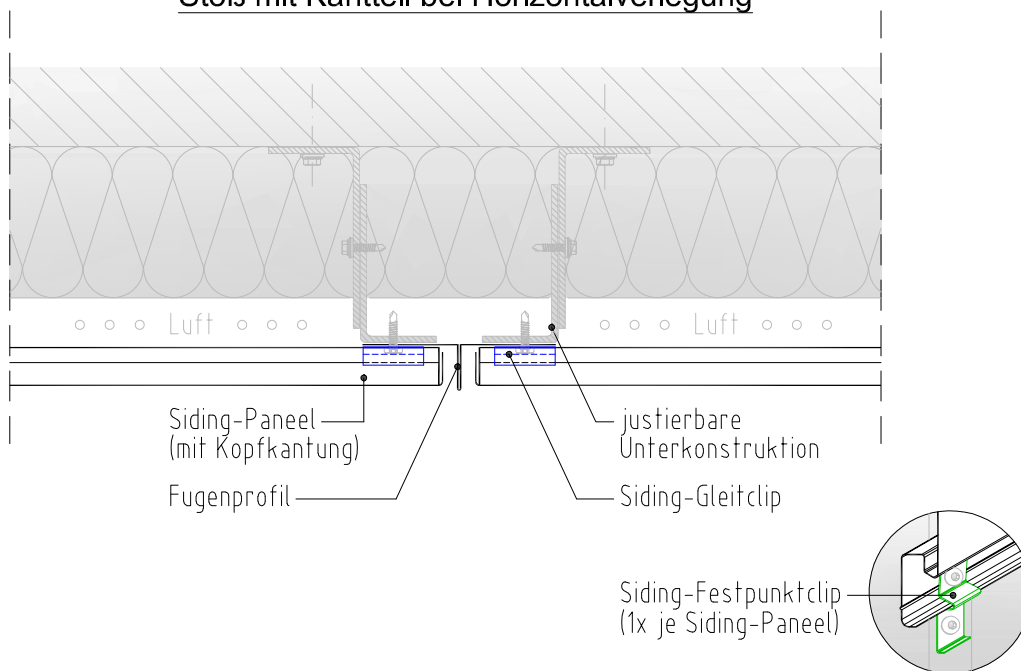 Stoß mit Kantteil bei Horizontalverlegung
Luft
Luft
Siding-Paneel
(mit Kopfkantung)
Fugenprofil
justierbare
Unterkonstruktion
Siding-Gleitclip
Siding-Festpunktclip
(1x je Siding-Paneel)